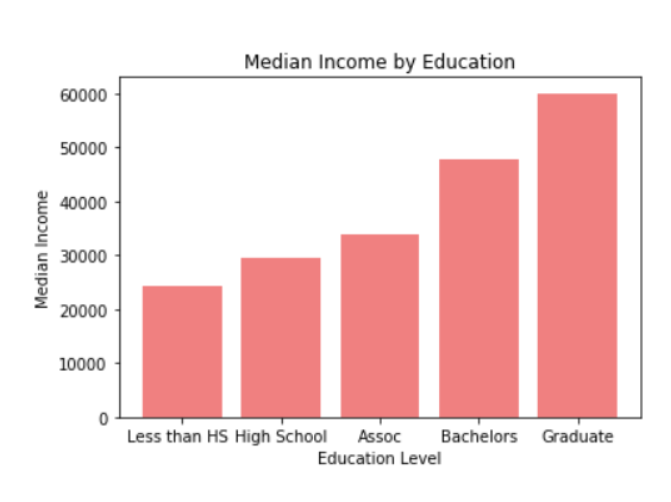 Median Income by Education
Median Income
60000
50000
40000
30000
20000
10000
0
Less than HS High School Assoc Bachelors Graduate
Education Level